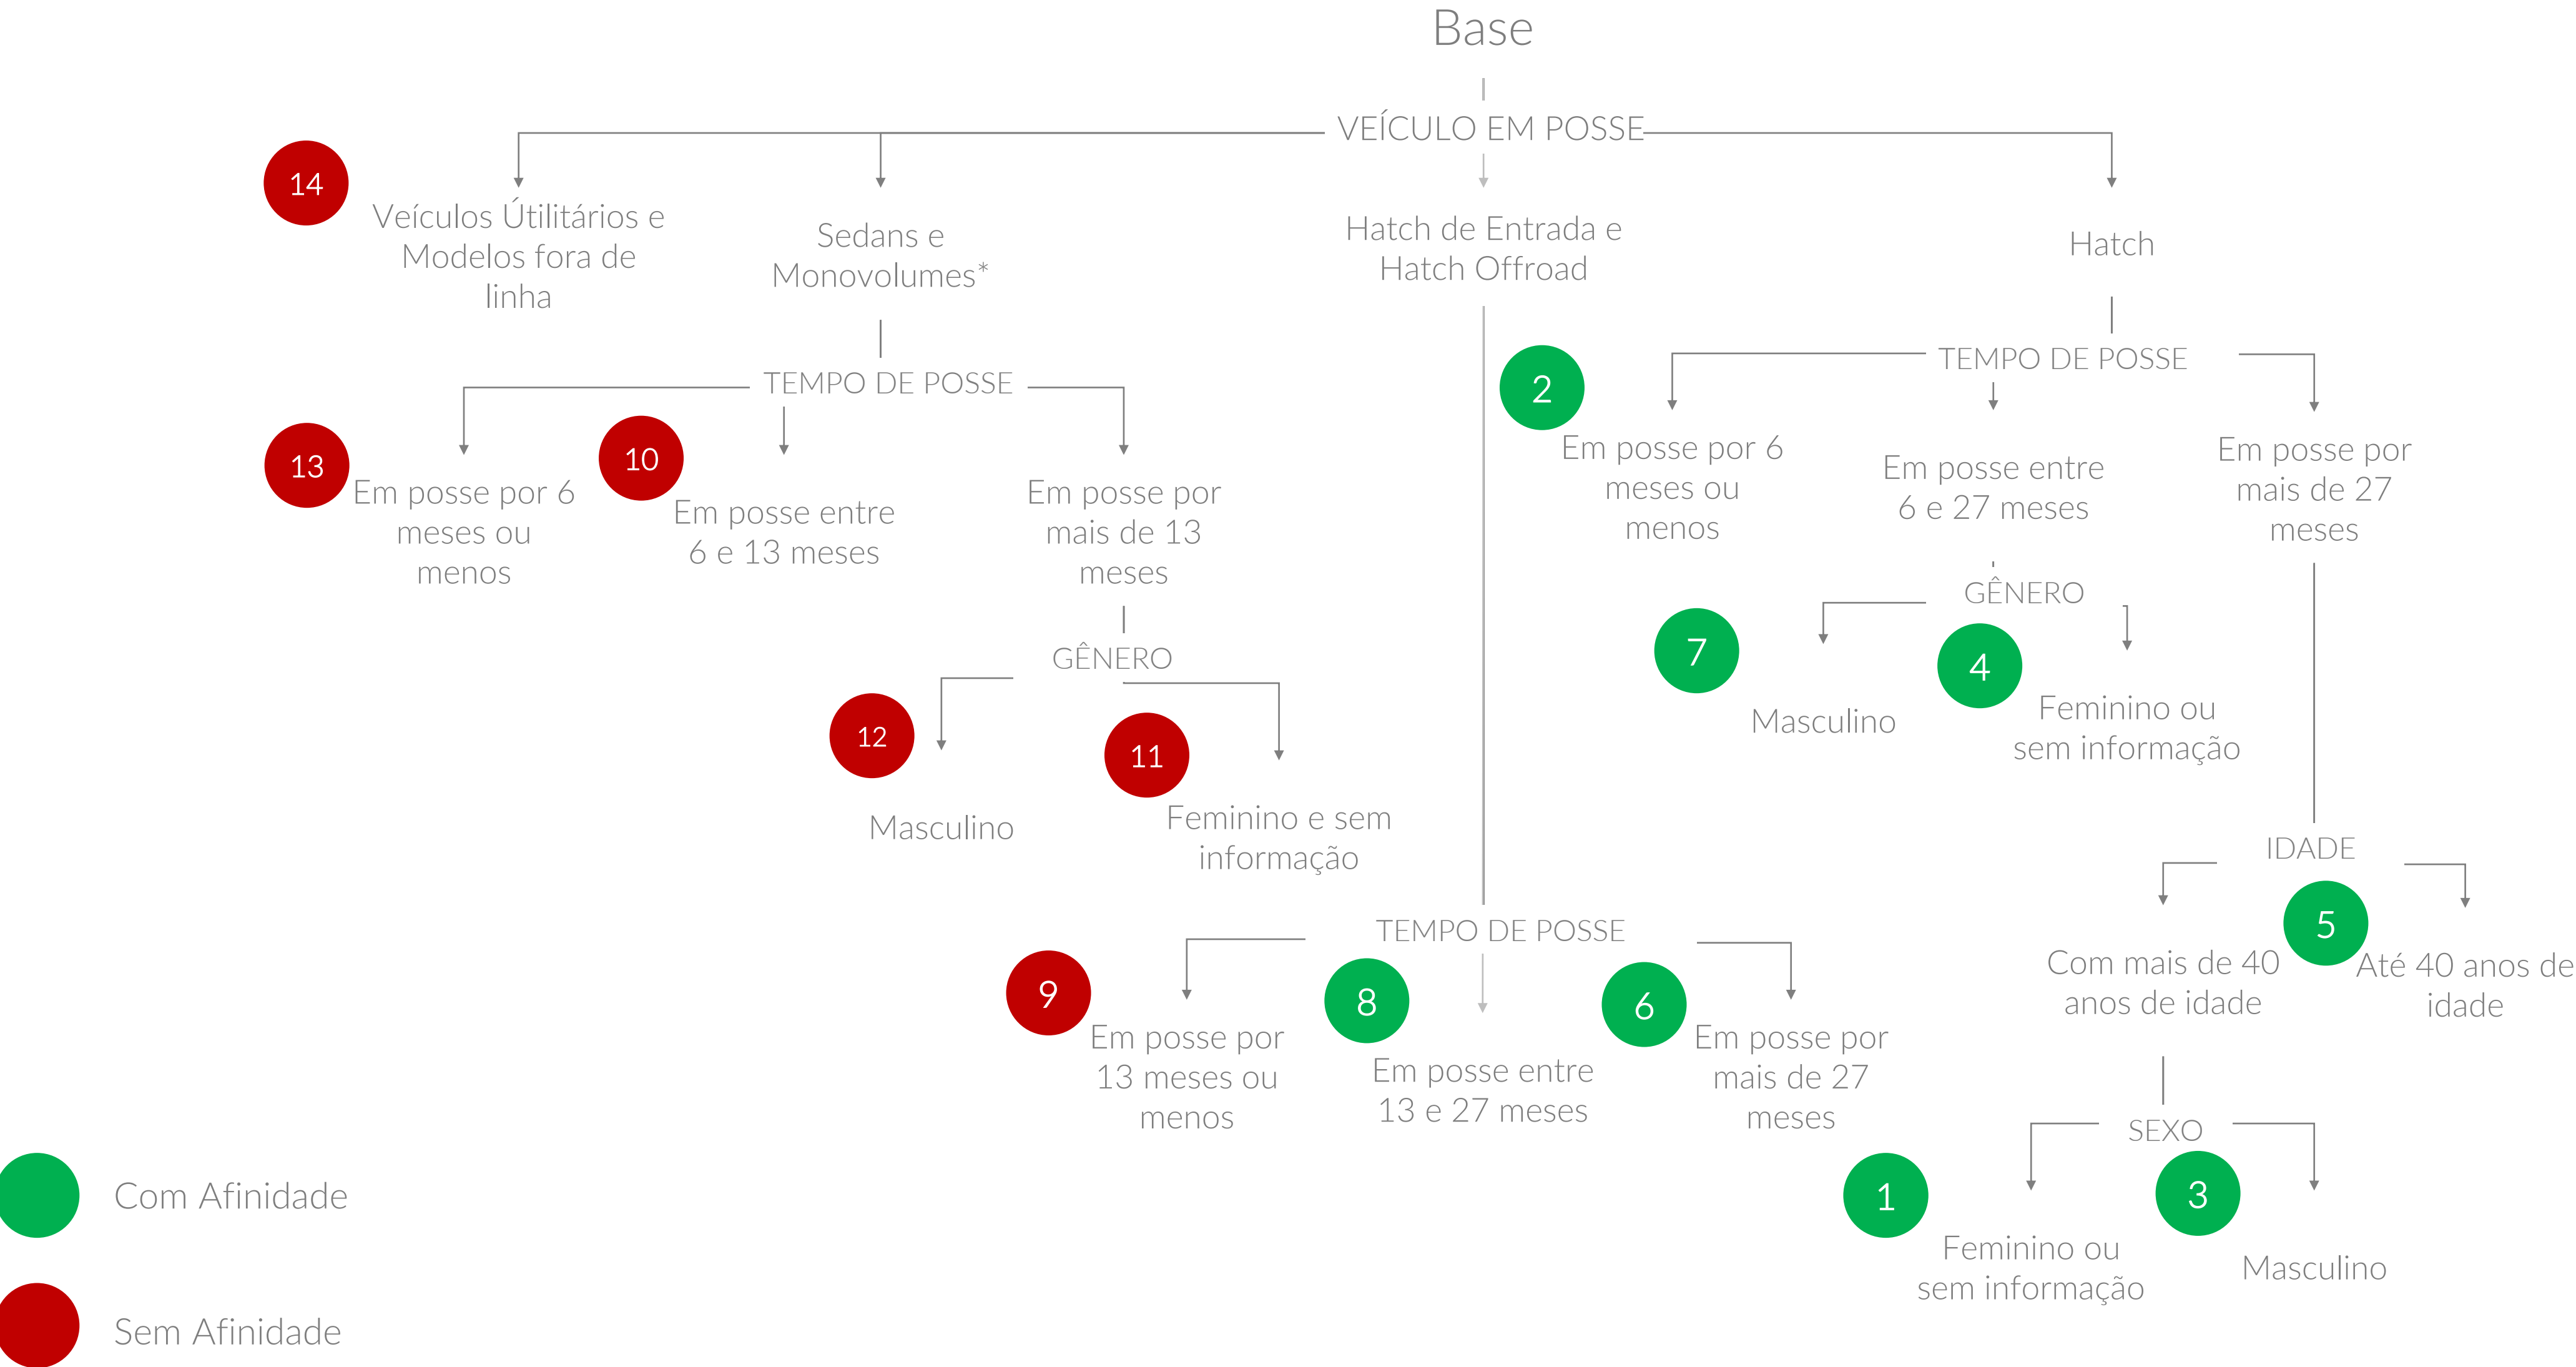 Base
VEÍCULO EM POSSE
14
Veículos Útilitários e
Modelos fora de
linha
Sedans e
Monovolumes*
Hatch de Entrada e
Hatch Offroad
Hatch
TEMPO DE POSSE
13
Em posse por 6
meses ou
menos
10
Em posse entre
6 e 13 meses
Em posse por
mais de 13
meses
GÊNERO
12
Masculino
11
Feminino e sem
informação
TEMPO DE POSSE
9
Em posse por
13 meses ou
menos
8
Em posse entre
13 e 27 meses
6
Em posse por
mais de 27
meses
TEMPO DE POSSE
2
Em posse por 6
meses ou
menos
Em posse entre
6 e 27 meses
Em posse por
mais de 27
meses
GÊNERO
7
Masculino
4
Feminino ou
sem informação
IDADE
Com mais de 40
anos de idade
5
Até 40 anos de
idade
SEXO
1
Feminino ou
sem informação
3
Masculino
Com Afinidade
Sem Afinidade